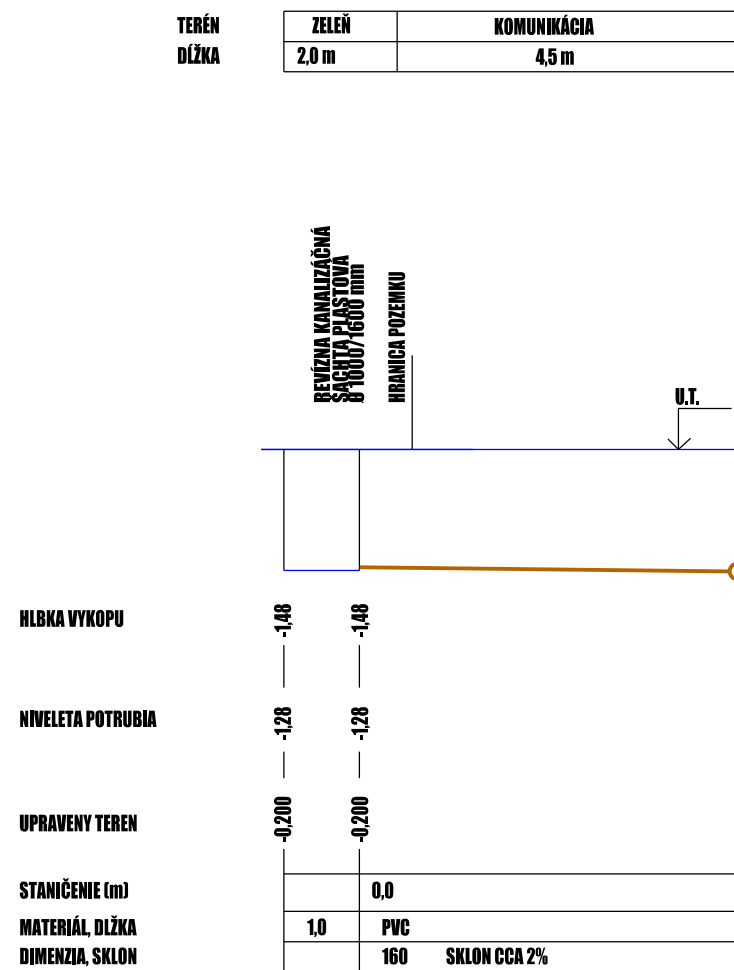 TERÉN ZELEŇ KOMUNIKÁCIA
DĹŽKA 2,0 m 4,5 m
REVÍZNA KANALIZÁČNÁ
ŠACHTA PLASTOVÁ
Ø 1000/1600 mm
HRANICA POZEMKU
U.T.
HLBKA VYKOPU -1,48 -1,48
NIVELETA POTRUBIA -1,28 -1,28
UPRAVENY TEREN -0,200 -0,200
STANIČENIE (m) 0,0
MATERIÁL, DLŽKA 1,0 PVC
DIMENZIA, SKLON 160 SKLON CCA 2%